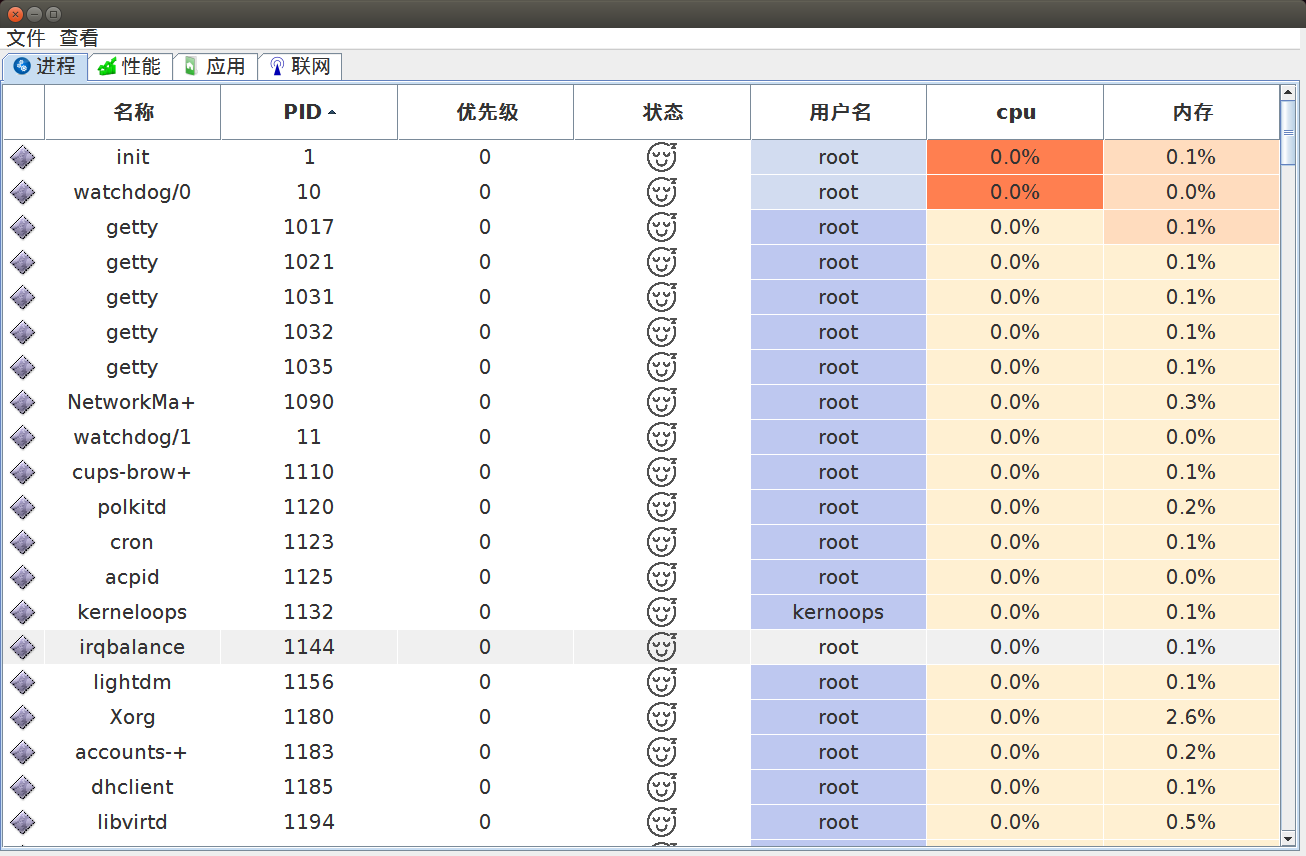 文件 查看
进程 性能 应用 联网
名称 PID 优先级 状态 用户名 cpu 内存
init 1 0 root 0.0% 0.1%
watchdog/0 10 0 root 0.0% 0.0%
getty 1017 0 root 0.0% 0.1%
getty 1021 0 root 0.0% 0.1%
getty 1031 0 root 0.0% 0.1%
getty 1032 0 root 0.0% 0.1%
getty 1035 0 root 0.0% 0.1%
NetworkMa+ 1090 0 root 0.0% 0.3%
watchdog/1 11 0 root 0.0% 0.0%
cups-brow+ 1110 0 root 0.0% 0.1%
polkitd 1120 0 root 0.0% 0.2%
cron 1123 0 root 0.0% 0.1%
acpid 1125 0 root 0.0% 0.0%
kerneloops 1132 0 kernoops 0.0% 0.1%
irqbalance 1144 0 root 0.0% 0.1%
lightdm 1156 0 root 0.0% 0.1%
Xorg 1180 0 root 0.0% 2.6%
accounts-+ 1183 0 root 0.0% 0.2%
dhclient 1185 0 root 0.0% 0.1%
libvirtd 1194 0 root 0.0% 0.5%